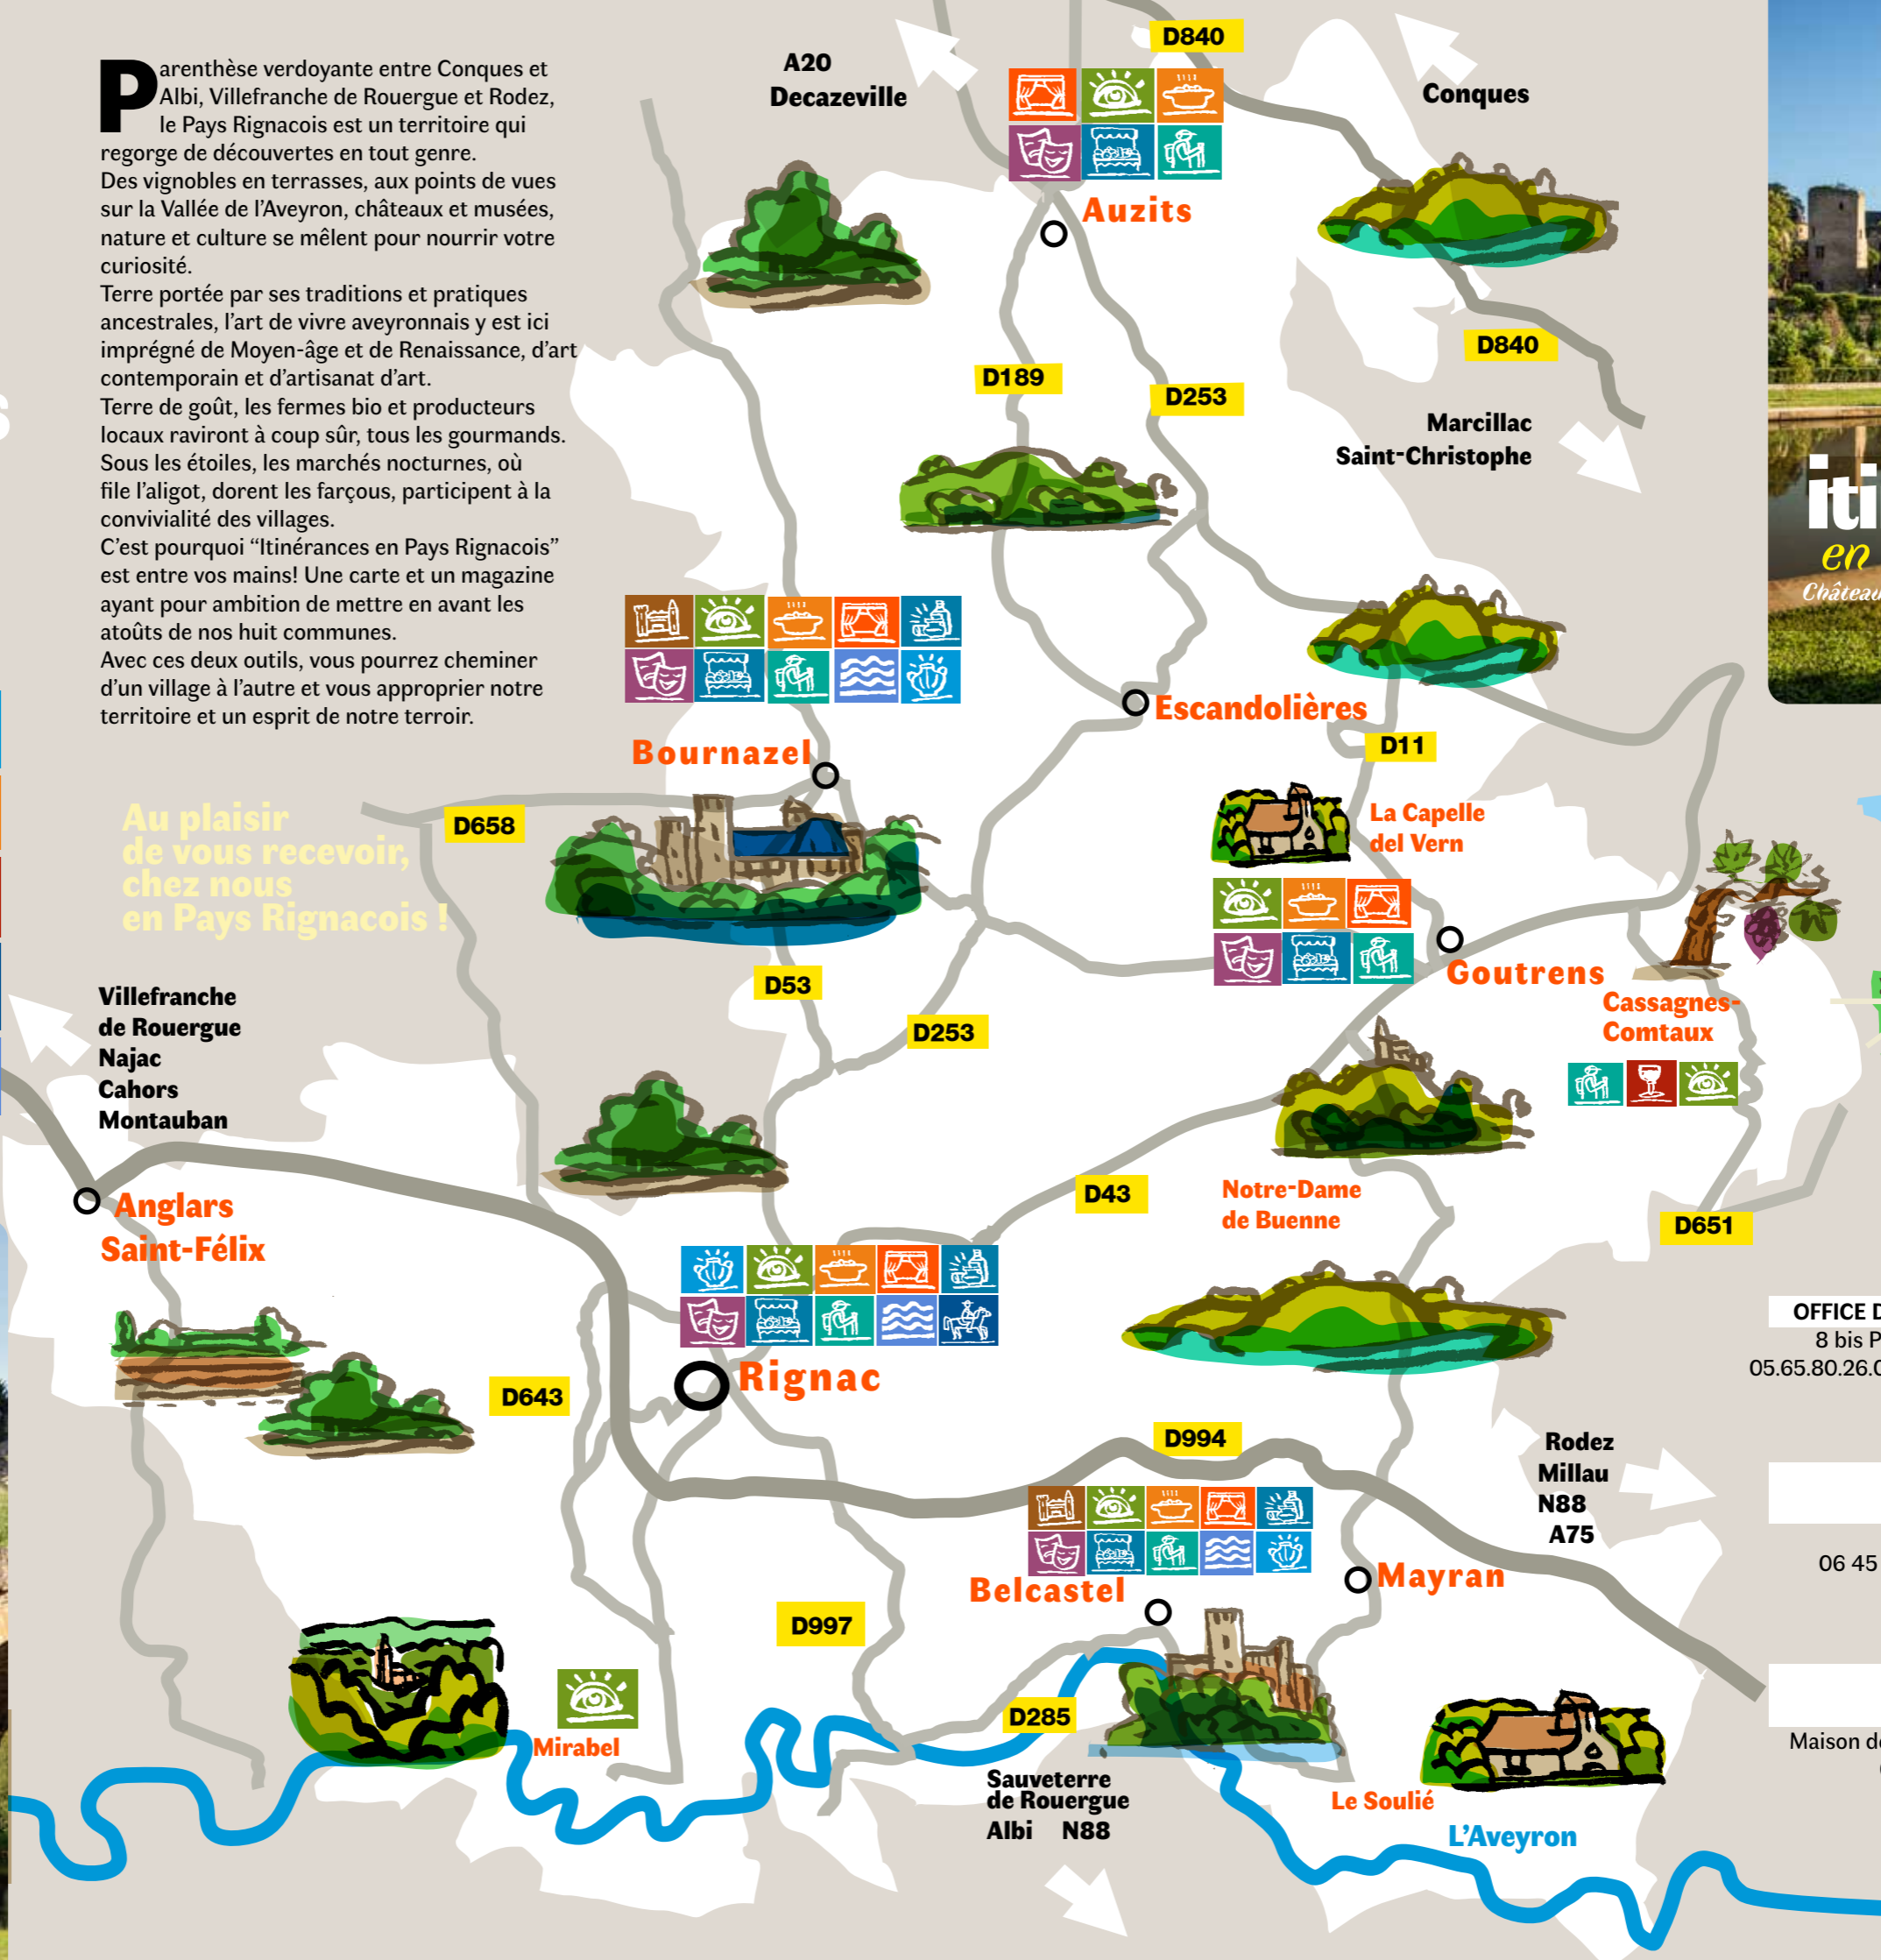 Parenthèse verdoyante entre Conques et
Albi, Villefranche de Rouergue et Rodez,
le Pays Rignacois est un territoire qui
regorge de découvertes en tout genre.
Des vignobles en terrasses, aux points de vues
sur la Vallée de l’Aveyron, châteaux et musées,
nature et culture se mêlent pour nourrir votre
curiosité.
Terre portée par ses traditions et pratiques
ancestrales, l’art de vivre aveyronnais y est ici
imprégné de Moyen-âge et de Renaissance, d’art
contemporain et d’artisanat d’art.
Terre de goût, les fermes bio et producteurs
locaux raviront à coup sûr, tous les gourmands.
Sous les étoiles, les marchés nocturnes, où
file l’aligot, dorent les farçous, participent à la
convivialité des villages.
C’est pourquoi “Itinérances en Pays Rignacois”
est entre vos mains! Une carte et un magazine
ayant pour ambition de mettre en avant les
atoûts de nos huit communes.
Avec ces deux outils, vous pourrez cheminer
d’un village à l’autre et vous approprier notre
territoire et un esprit de notre terroir.
Au plaisir
de vous recevoir,
chez nous
en Pays Rignacois !
A20
Decazeville
D840
Conques
Auzits
D840
D189
D253
Marcillac
Saint-Christophe
iti
en
Château
Escandolières
Bournazel
D11
D658
La Capelle
del Vern
Goutrens
Cassagnes-
Comtaux
D53
D253
Villefranche
de Rouergue
Najac
Cahors
Montauban
Anglars
Saint-Félix
D43
Notre-Dame
de Buenne
D651
OFFICE D
8 bis P
05.65.80.26.0
Rignac
D643
D994
Rodez
Millau
N88
A75
06 45
Belcastel
Mayran
D997
D285
Mirabel
Maison de
Sauveterre
de Rouergue
Albi N88
Le Soulié
L’Aveyron